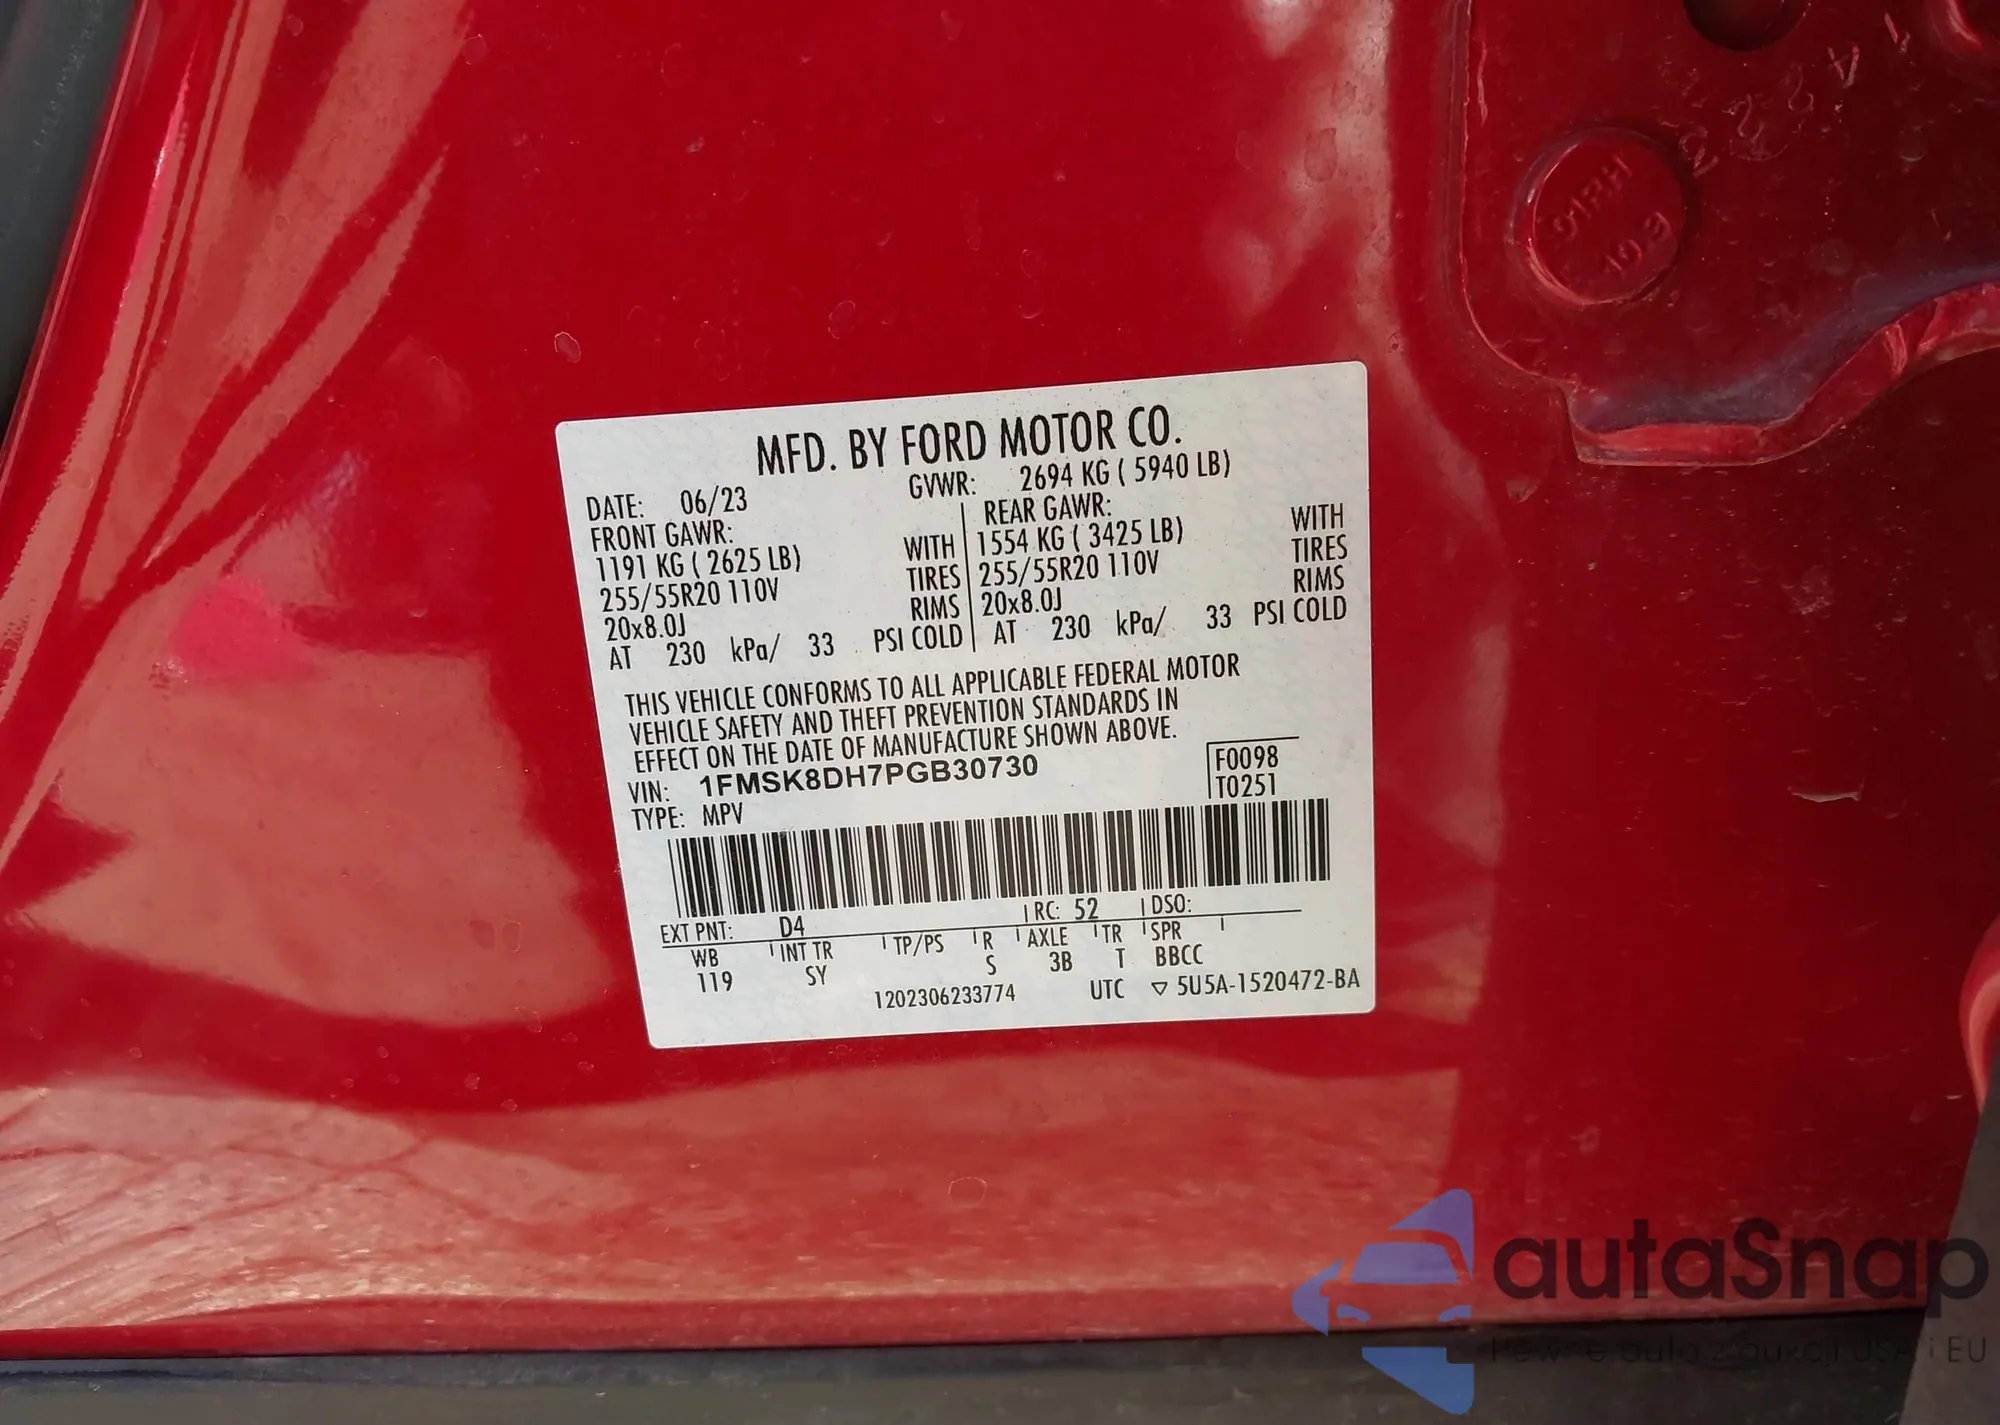 MFD. BY FORD MOTOR CO.
DATE: 06/23 GVWR: 2694 KG ( 5940 LB)
FRONT GAWR: REAR GAWR:
1191 KG ( 2625 LB) WITH 1554 KG ( 3425 LB) WITH
255/55R20 110V TIRES 255/55R20 110V TIRES
20x8.0J RIMS 20x8.0J RIMS
AT 230 kPa/ 33 PSI COLD AT 230 kPa/ 33 PSI COLD
THIS VEHICLE CONFORMS TO ALL APPLICABLE FEDERAL MOTOR
VEHICLE SAFETY AND THEFT PREVENTION STANDARDS IN
EFFECT ON THE DATE OF MANUFACTURE SHOWN ABOVE.
VIN: 1FMSK8DH7PGB30730 F0098
TYPE: MPV T0251
EXT PNT: D4 RC: 52 DSO:
WB INT TR TP/PS R AXLE TR SPR
119 SY S 3B T BBCC
1202306233774 UTC ▽ 5U5A-1520472-BA
autaSnap
Pewne auta z aukcji USA i EU